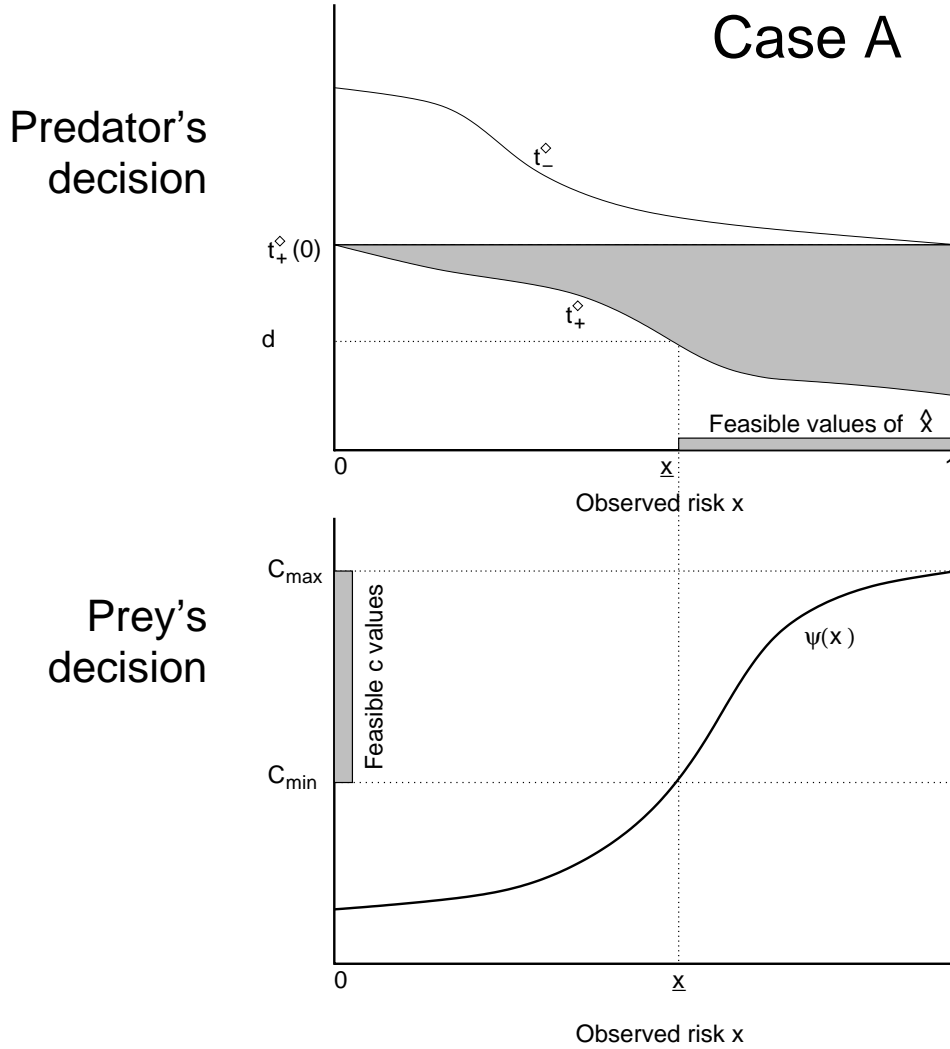 Case A
Predator's
decision
t◊−
t◊+(0)
t◊+
d
Feasible values of x̂
0
x̲
1
Observed risk x
Cmax
Prey's
decision
Feasible c values
ψ(x)
Cmin
0
x̲
Observed risk x